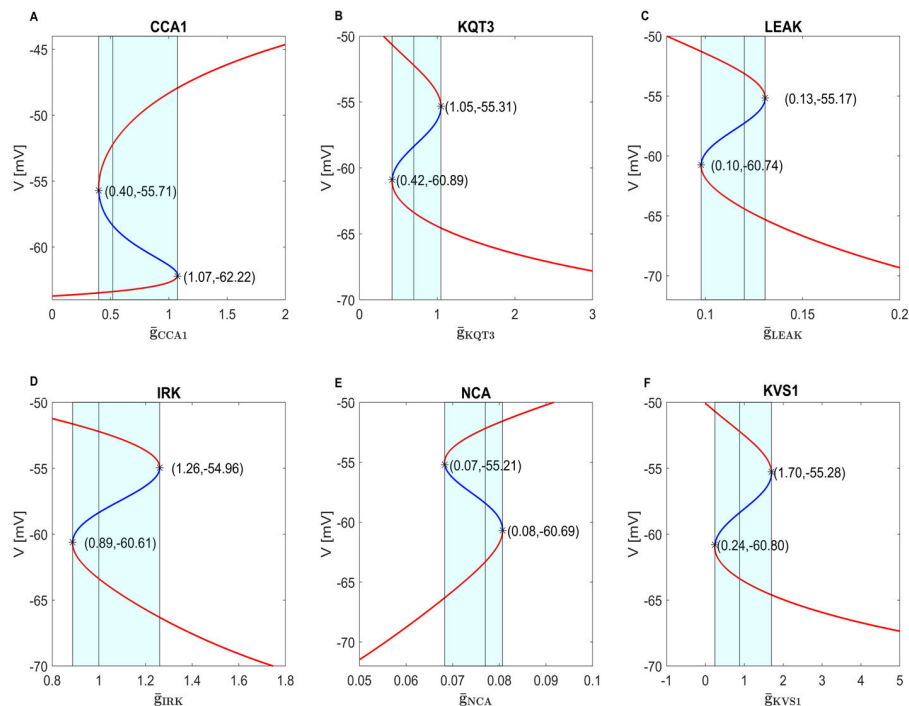 A
CCA1
-45
-50
-55
-60
V [mV]
(0.40,-55.71)
(1.07,-62.22)
0 0.5 1 1.5 2
g̅CCA1
B
KQT3
-50
-55
-60
-65
-70
V [mV]
(1.05,-55.31)
(0.42,-60.89)
0 1 2 3
g̅KQT3
C
LEAK
-50
-55
-60
-65
-70
V [mV]
(0.13,-55.17)
(0.10,-60.74)
0.1 0.15 0.2
g̅LEAK
D
IRK
-50
-55
-60
-65
-70
V [mV]
(1.26,-54.96)
(0.89,-60.61)
0.8 1 1.2 1.4 1.6 1.8
g̅IRK
E
NCA
-50
-55
-60
-65
-70
V [mV]
(0.07,-55.21)
(0.08,-60.69)
0.05 0.06 0.07 0.08 0.09 0.1
g̅NCA
F
KVS1
-50
-55
-60
-65
-70
V [mV]
(1.70,-55.28)
(0.24,-60.80)
-1 0 1 2 3 4 5
g̅KVS1